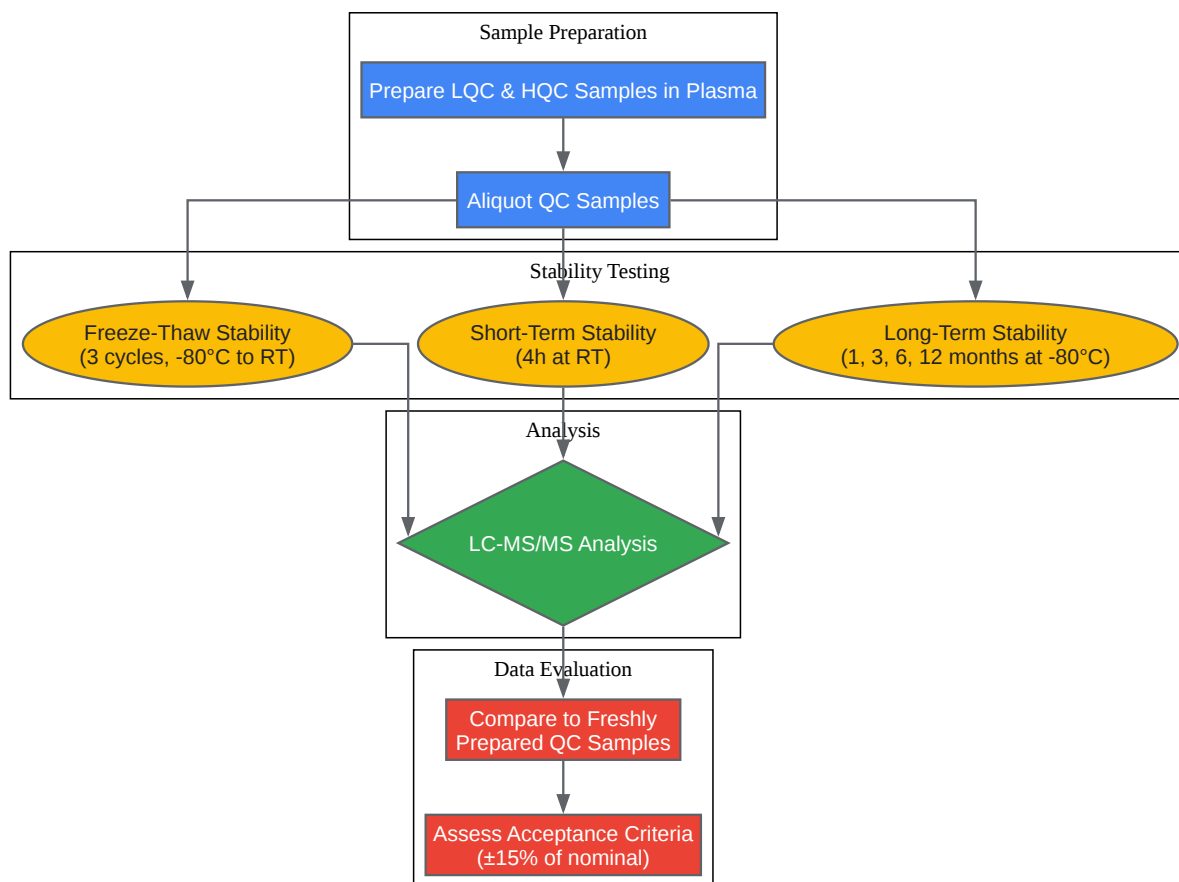 Sample Preparation
Prepare LQC & HQC Samples in Plasma
Aliquot QC Samples
Stability Testing
Freeze-Thaw Stability
(3 cycles, -80°C to RT)
Short-Term Stability
(4h at RT)
Long-Term Stability
(1, 3, 6, 12 months at -80°C)
Analysis
LC-MS/MS Analysis
Data Evaluation
Compare to Freshly
Prepared QC Samples
Assess Acceptance Criteria
(±15% of nominal)